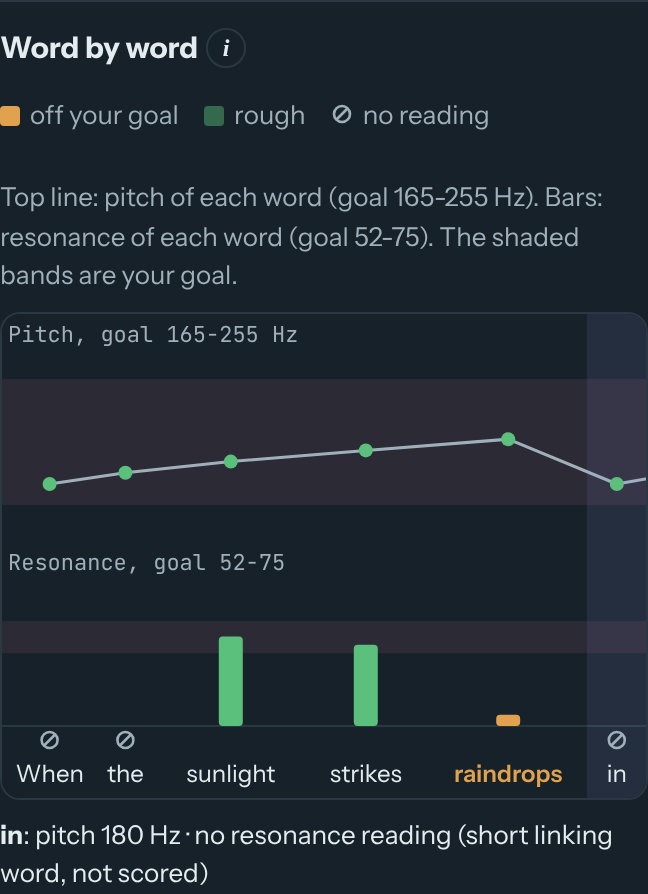 Word by word i
off your goal rough no reading
Top line: pitch of each word (goal 165-255 Hz). Bars:
resonance of each word (goal 52-75). The shaded
bands are your goal.
Pitch, goal 165-255 Hz
Resonance, goal 52-75
When the sunlight strikes raindrops in
in: pitch 180 Hz · no resonance reading (short linking
word, not scored)